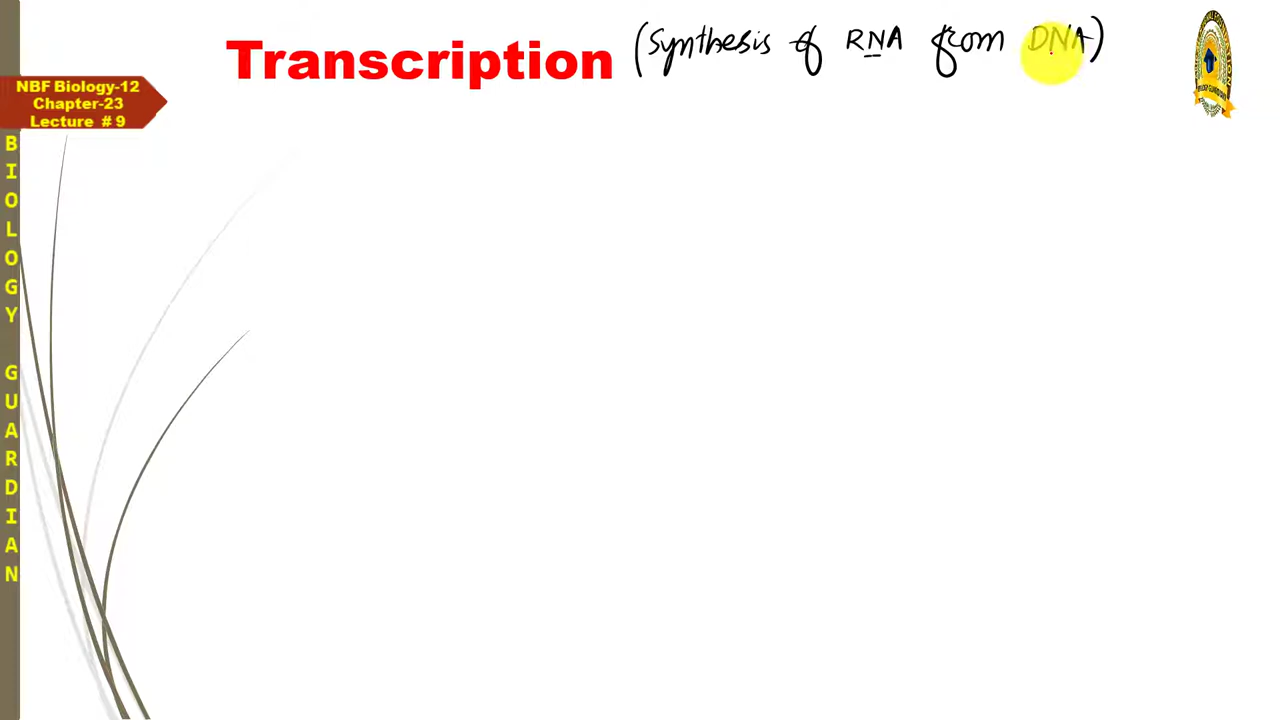 Transcription (Synthesis of RNA from DNA)
NBF Biology-12
Chapter-23
Lecture # 9
BIOLOGY GUARDIAN